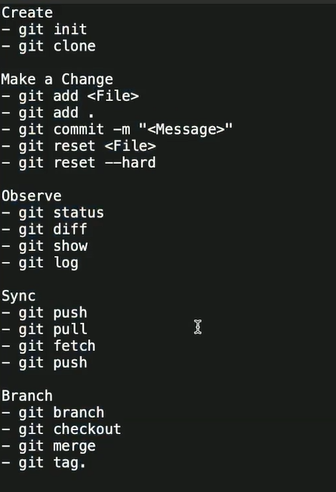 Create
- git init
- git clone
Make a Change
- git add <File>
- git add .
- git commit -m "<Message>"
- git reset <File>
- git reset --hard
Observe
- git status
- git diff
- git show
- git log
Sync
- git push
- git pull
- git fetch
- git push
Branch
- git branch
- git checkout
- git merge
- git tag.